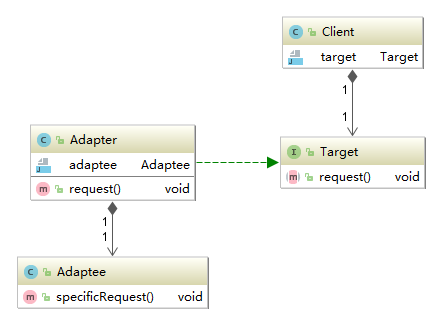 C Client
target Target
1
1
C Adapter
adaptee Adaptee
m request() void
I Target
m request() void
1
1
C Adaptee
m specificRequest() void